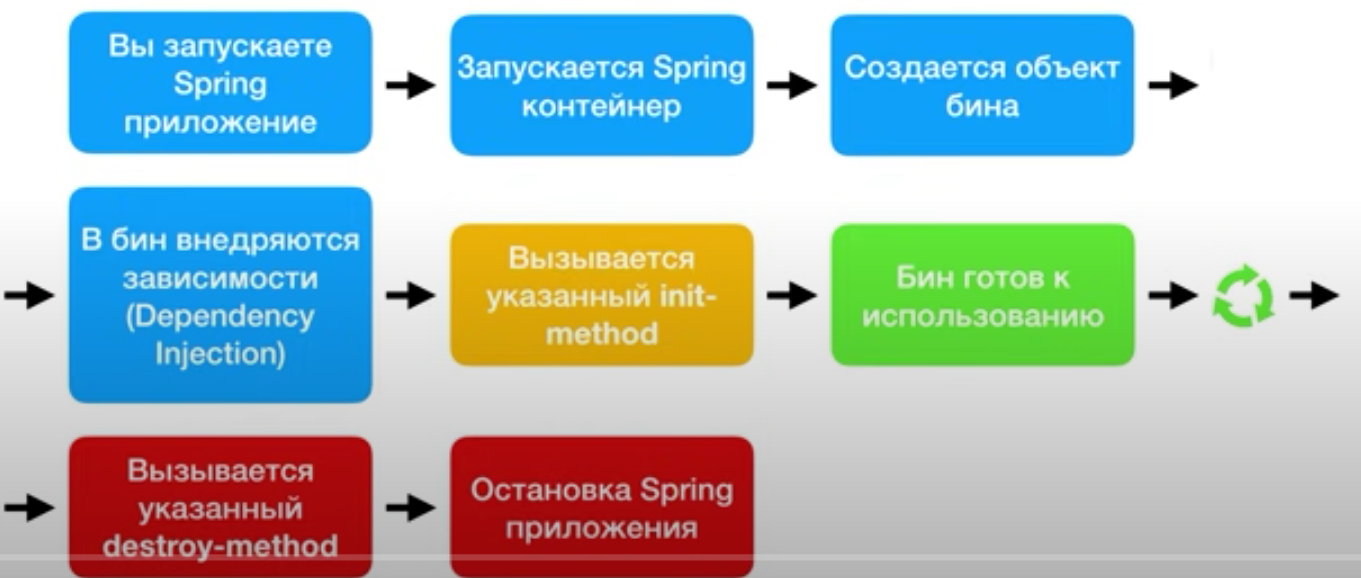 Вы запускаете
Spring
приложение
Запускается Spring
контейнер
Создается объект
бина
В бин внедряются
зависимости
(Dependency
Injection)
Вызывается
указанный init-
method
Бин готов к
использованию
Вызывается
указанный
destroy-method
Остановка Spring
приложения